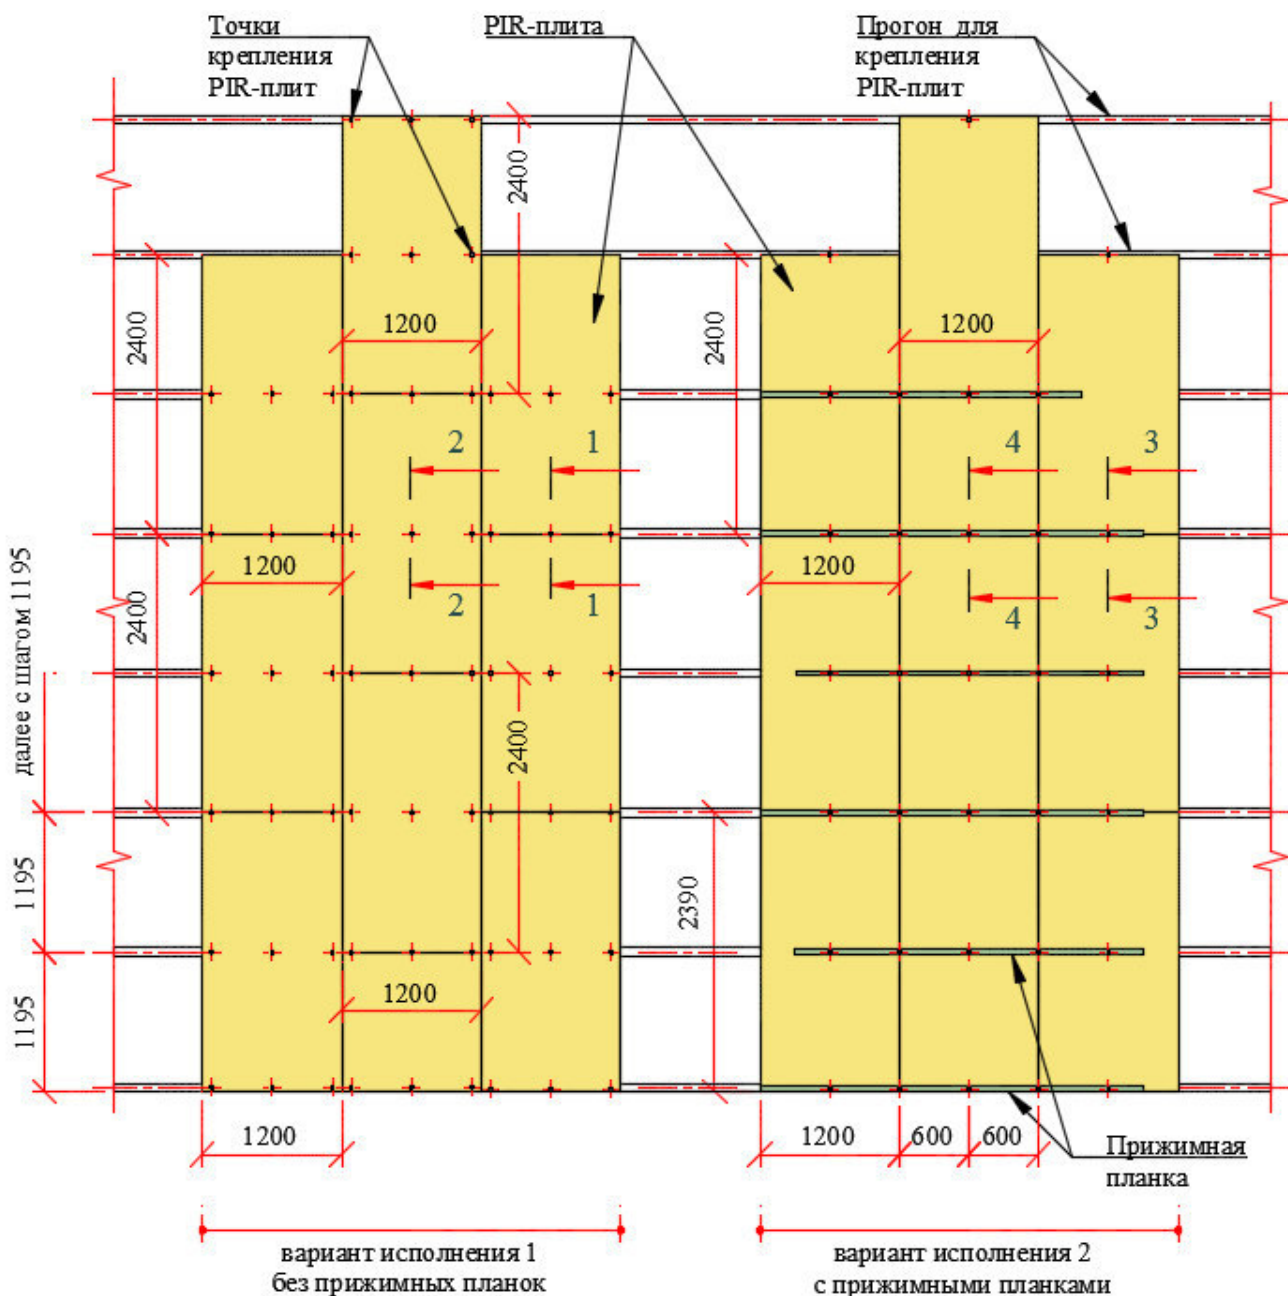 Точки
крепления
PIR-плит
PIR-плита
Прогон для
крепления
PIR-плит
2400
2400
1200
2400
1200
2
1
4
3
1200
1200
2
1
4
3
2400
далее с шагом 1195
2400
1195
2390
1200
1195
1200
1200
600
600
Прижимная
планка
вариант исполнения 1
без прижимных планок
вариант исполнения 2
с прижимными планками